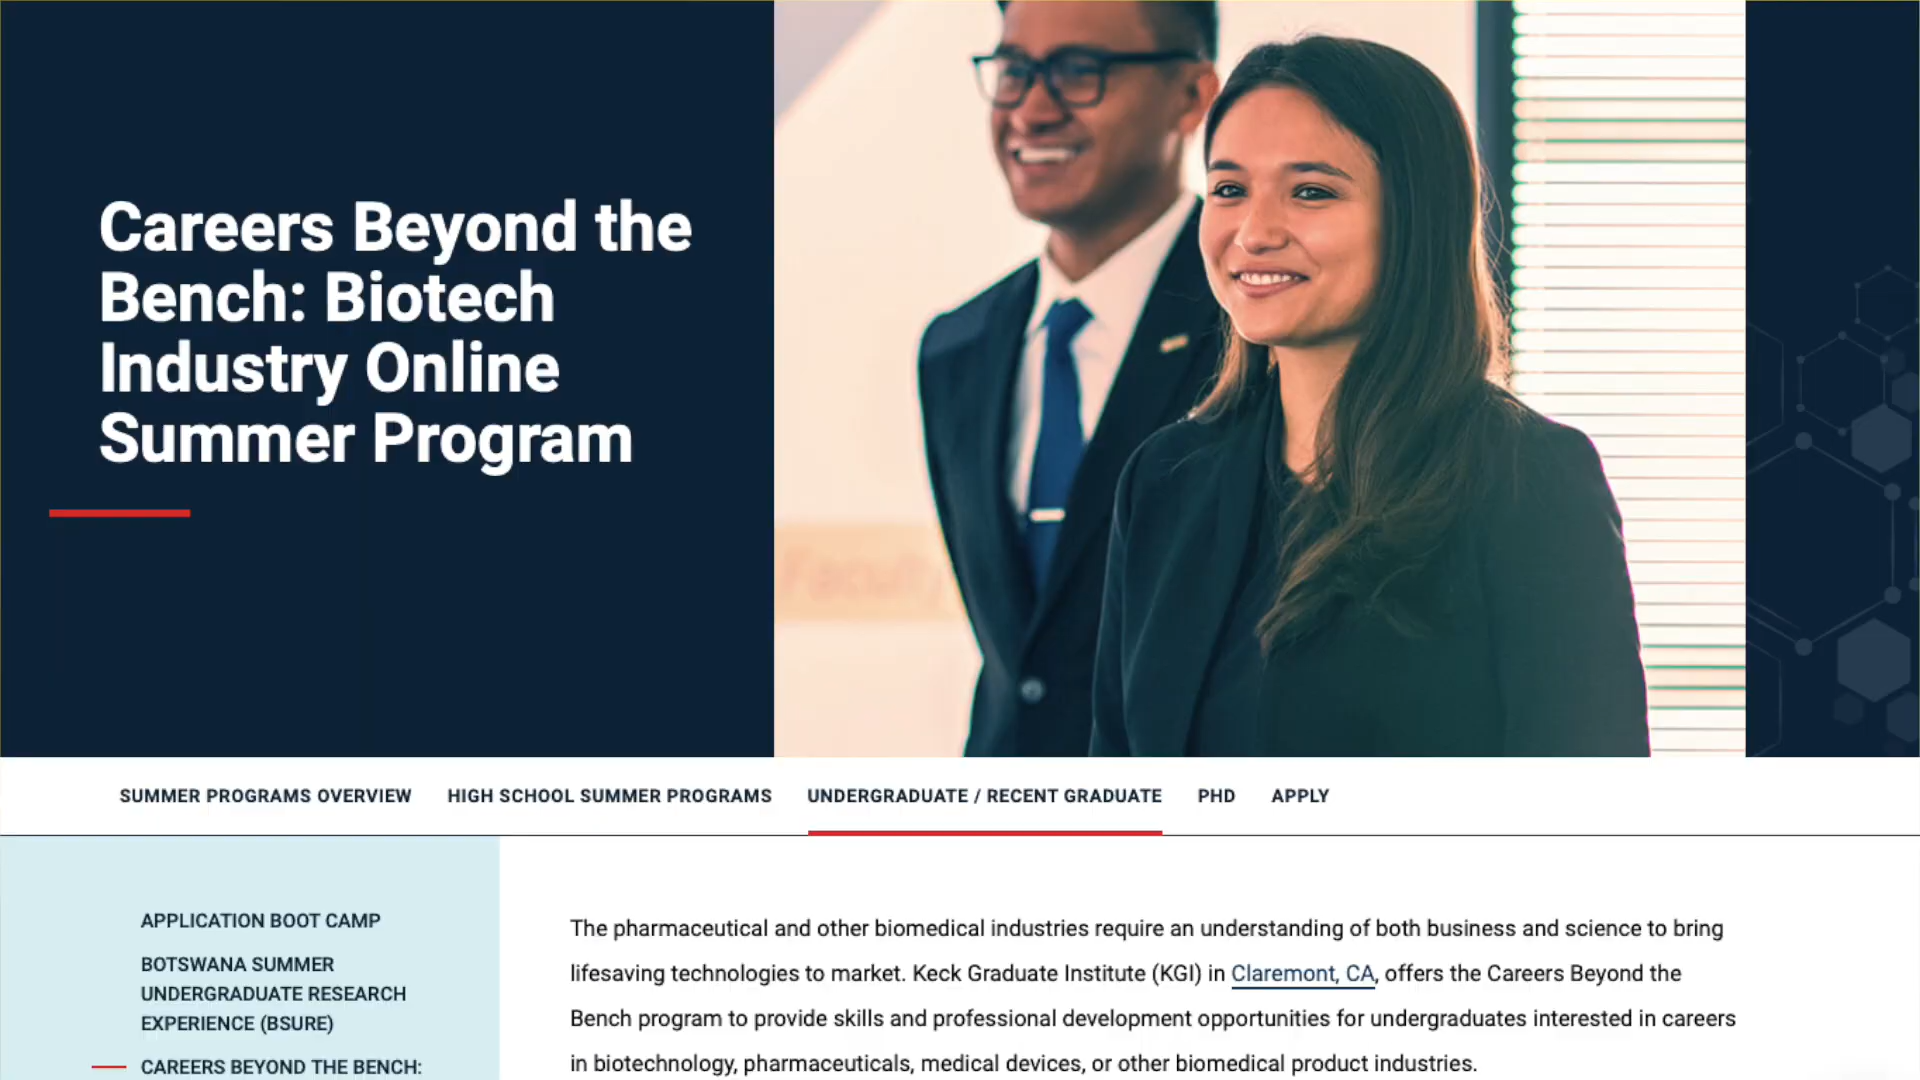 Careers Beyond the
Bench: Biotech
Industry Online
Summer Program
Faculty
SUMMER PROGRAMS OVERVIEW
HIGH SCHOOL SUMMER PROGRAMS
UNDERGRADUATE / RECENT GRADUATE
PHD
APPLY
APPLICATION BOOT CAMP
BOTSWANA SUMMER
UNDERGRADUATE RESEARCH
EXPERIENCE (BSURE)
CAREERS BEYOND THE BENCH:
The pharmaceutical and other biomedical industries require an understanding of both business and science to bring
lifesaving technologies to market. Keck Graduate Institute (KGI) in Claremont, CA, offers the Careers Beyond the
Bench program to provide skills and professional development opportunities for undergraduates interested in careers
in biotechnology, pharmaceuticals, medical devices, or other biomedical product industries.